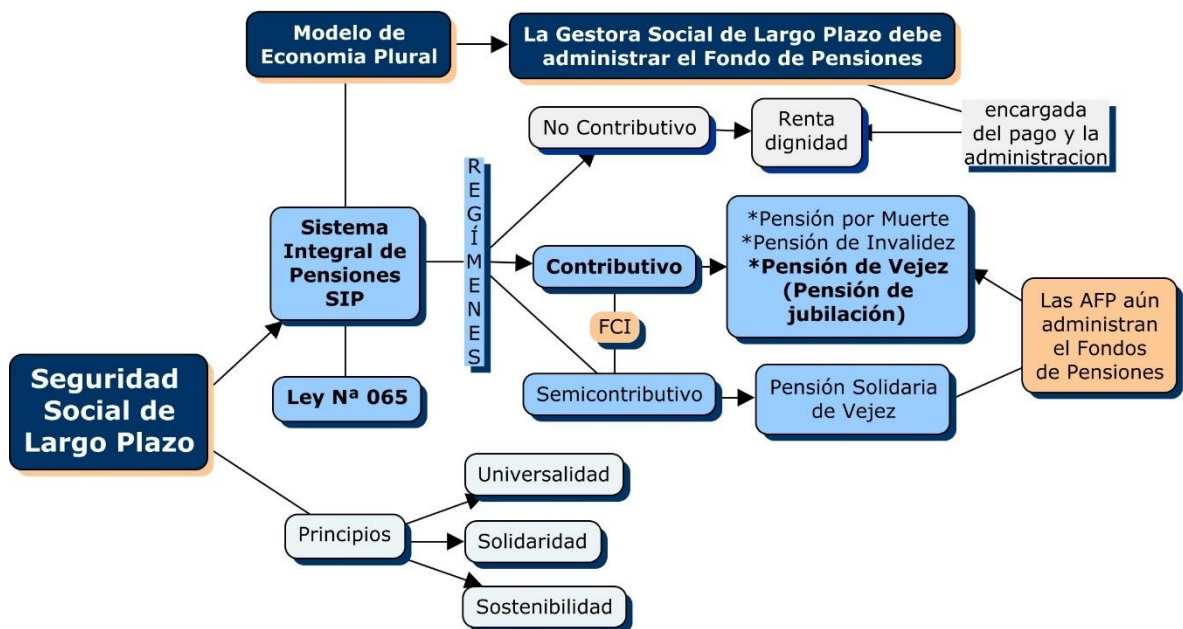 Modelo de
Economia Plural
La Gestora Social de Largo Plazo debe
administrar el Fondo de Pensiones
No Contributivo
Renta
dignidad
encargada
del pago y la
administracion
REGÍMENES
Sistema
Integral de
Pensiones
SIP
Contributivo
*Pensión por Muerte
*Pensión de Invalidez
*Pensión de Vejez
(Pensión de
jubilación)
FCI
Las AFP aún
administran
el Fondos
de Pensiones
Seguridad
Social de
Largo Plazo
Ley Nª 065
Semicontributivo
Pensión Solidaria
de Vejez
Principios
Universalidad
Solidaridad
Sostenibilidad